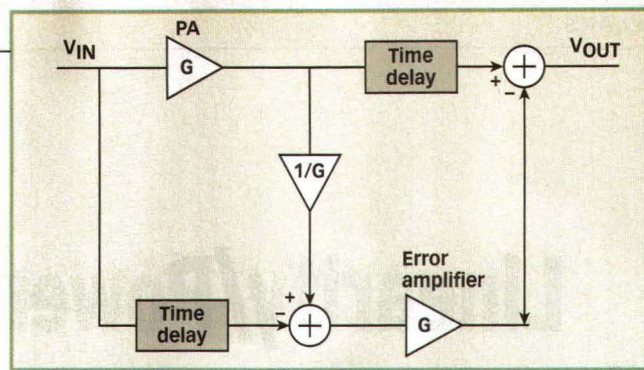 PA
V_IN
G
Time
delay
+
−
+
V_OUT
1/G
Error
amplifier
Time
delay
−
+
+
G